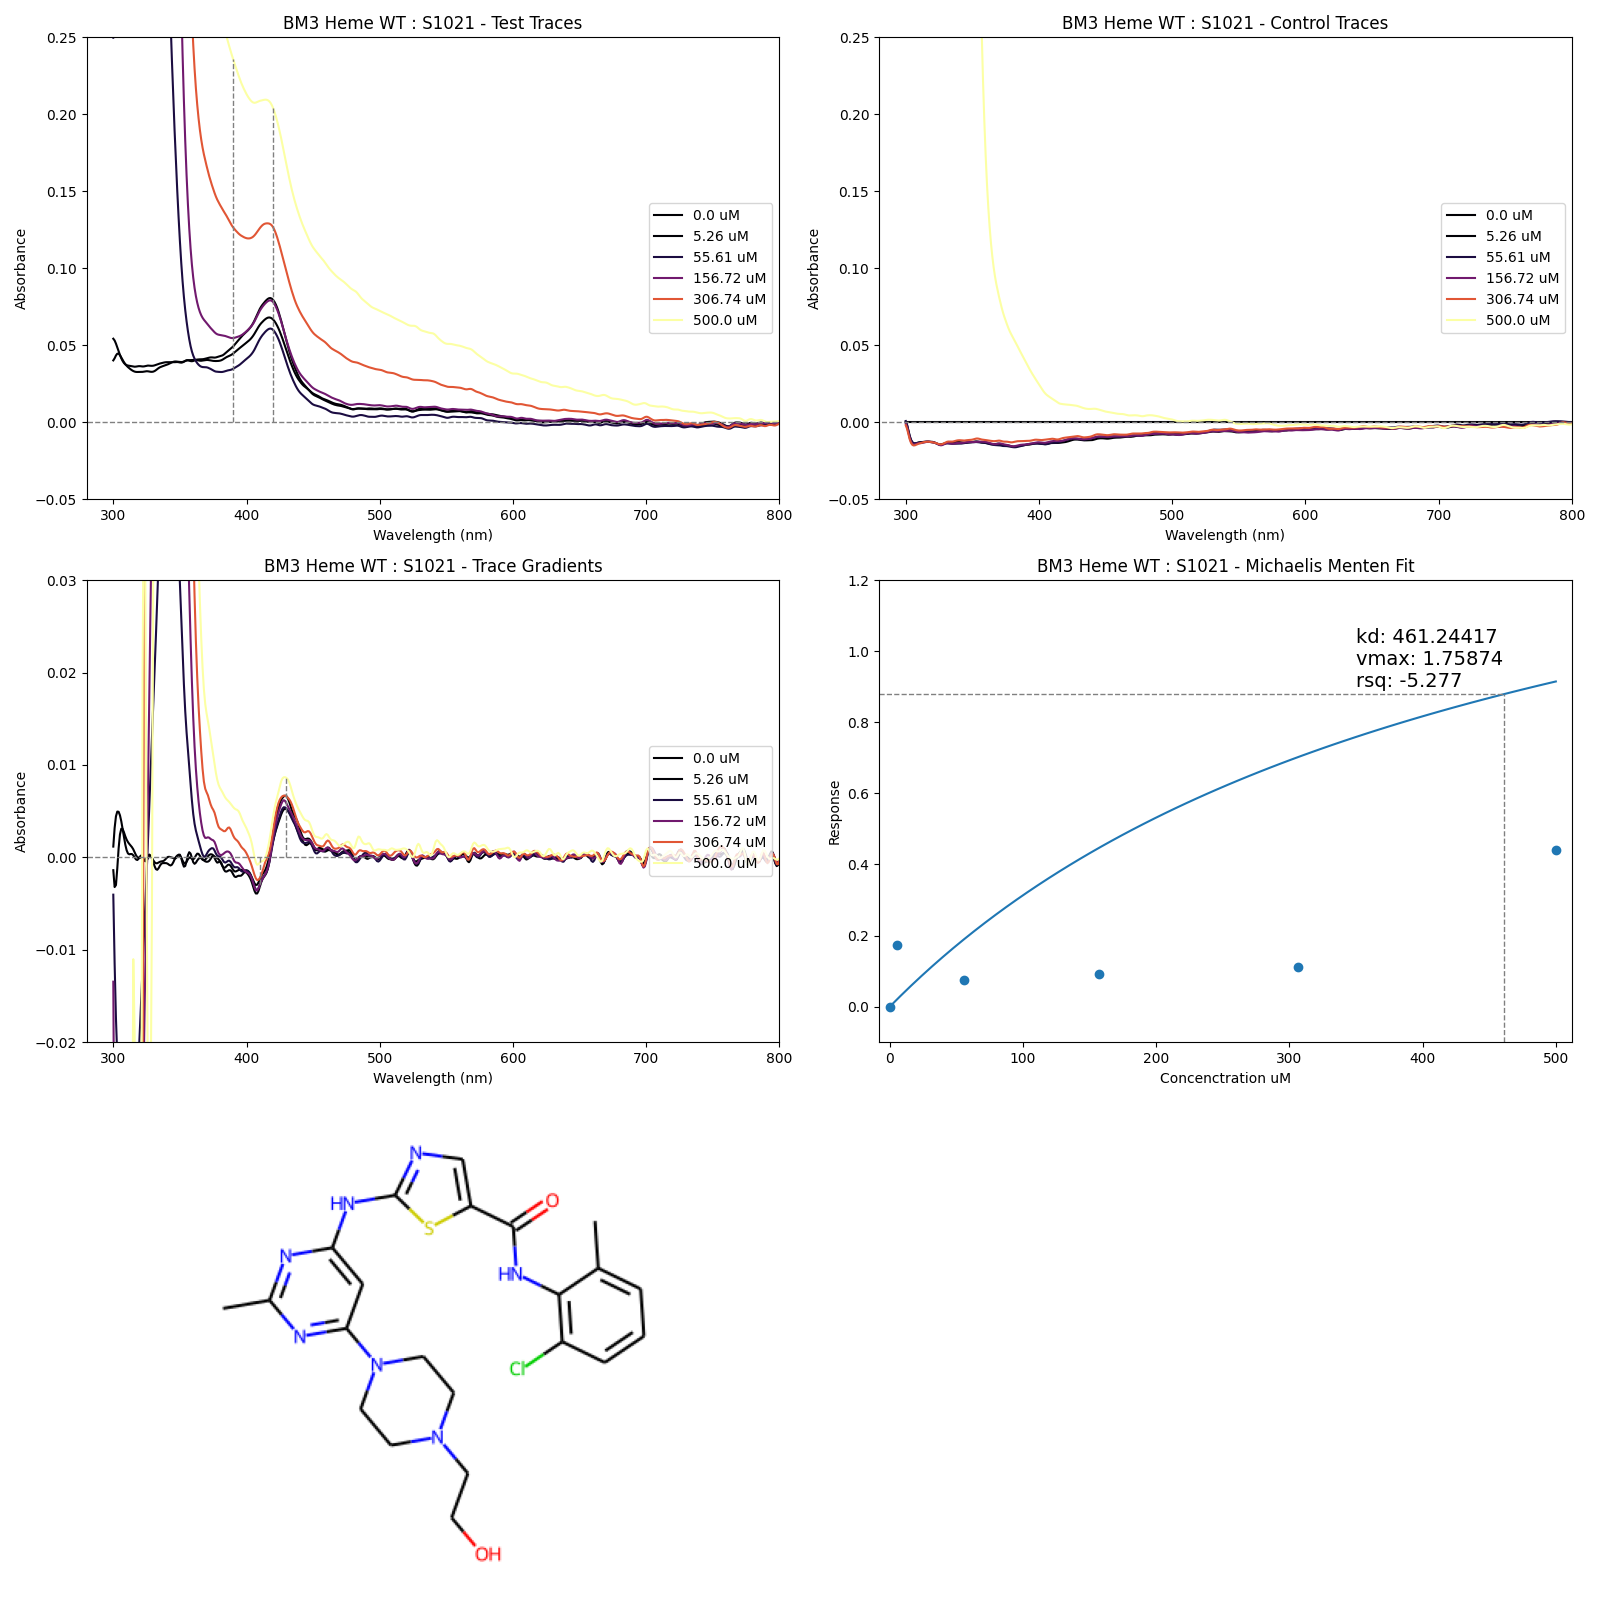 BM3 Heme WT : S1021 - Test Traces
0.25
0.20
0.15
0.10
0.05
0.00
−0.05
Absorbance
300 400 500 600 700 800
Wavelength (nm)
0.0 uM
5.26 uM
55.61 uM
156.72 uM
306.74 uM
500.0 uM
BM3 Heme WT : S1021 - Control Traces
0.25
0.20
0.15
0.10
0.05
0.00
−0.05
Absorbance
300 400 500 600 700 800
Wavelength (nm)
0.0 uM
5.26 uM
55.61 uM
156.72 uM
306.74 uM
500.0 uM
BM3 Heme WT : S1021 - Trace Gradients
0.03
0.02
0.01
0.00
−0.01
−0.02
Absorbance
300 400 500 600 700 800
Wavelength (nm)
0.0 uM
5.26 uM
55.61 uM
156.72 uM
306.74 uM
500.0 uM
BM3 Heme WT : S1021 - Michaelis Menten Fit
1.2
1.0
0.8
0.6
0.4
0.2
0.0
Response
kd: 461.24417
vmax: 1.75874
rsq: -5.277
0 100 200 300 400 500
Concenctration uM
N
HN
S
O
N
HN
N
N
Cl
N
OH